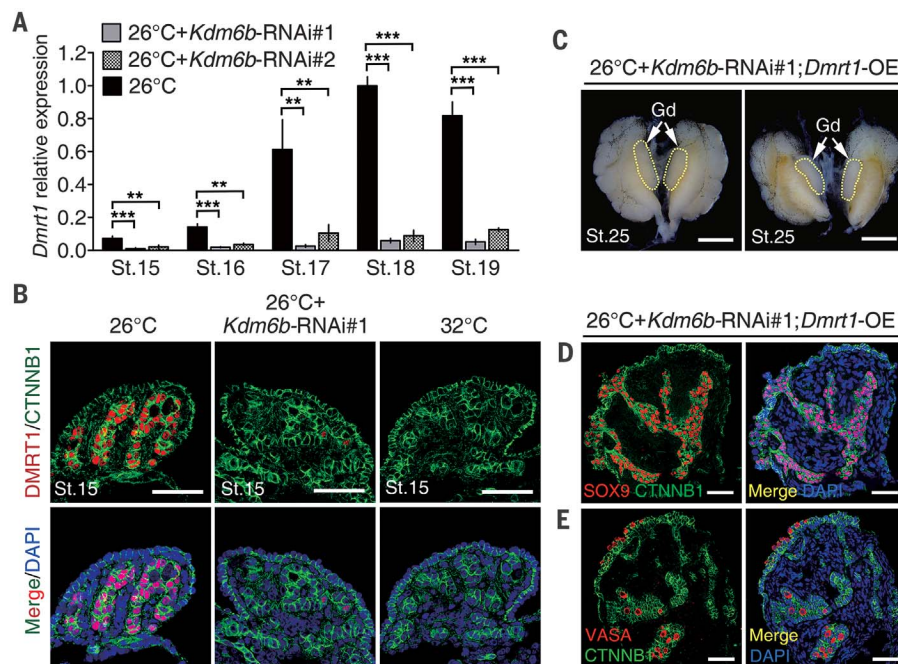 A
26°C+Kdm6b-RNAi#1
26°C+Kdm6b-RNAi#2
26°C
Dmrt1 relative expression
1.2
1.0
0.8
0.6
0.4
0.2
0.0
** *** ** *** ** ** *** *** *** ***
St.15 St.16 St.17 St.18 St.19
B
26°C 26°C+ Kdm6b-RNAi#1 32°C
DMRT1/CTNNB1
St.15 St.15 St.15
Merge/DAPI
C
26°C+Kdm6b-RNAi#1;Dmrt1-OE
Gd Gd
St.25 St.25
26°C+Kdm6b-RNAi#1;Dmrt1-OE
D
SOX9 CTNNB1 Merge DAPI
E
VASA Merge
CTNNB1 DAPI